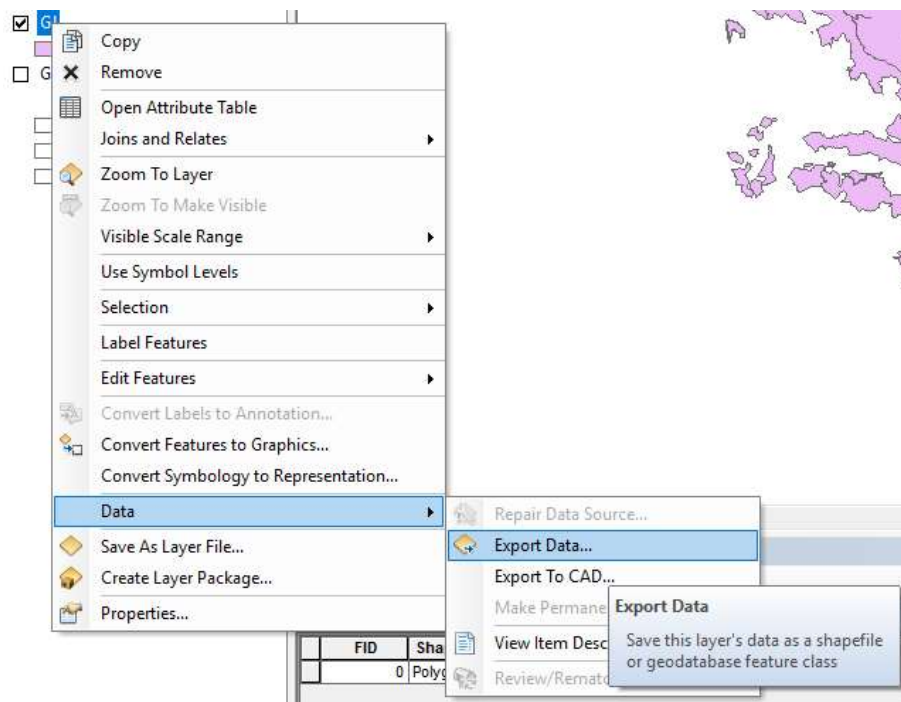 Copy
Remove
Open Attribute Table
Joins and Relates
Zoom To Layer
Zoom To Make Visible
Visible Scale Range
Use Symbol Levels
Selection
Label Features
Edit Features
Convert Labels to Annotation...
Convert Features to Graphics...
Convert Symbology to Representation...
Data
Save As Layer File...
Create Layer Package...
Properties...
Repair Data Source...
Export Data...
Export To CAD...
Make Permane
View Item Desc
Review/Remato
Export Data
Save this layer's data as a shapefile
or geodatabase feature class
FID Sha
0 Polyg